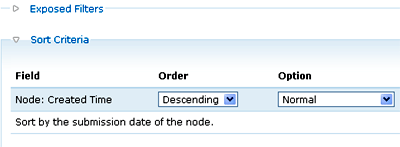 Exposed Filters
Sort Criteria
Field Order Option
Node: Created Time Descending Normal
Sort by the submission date of the node.